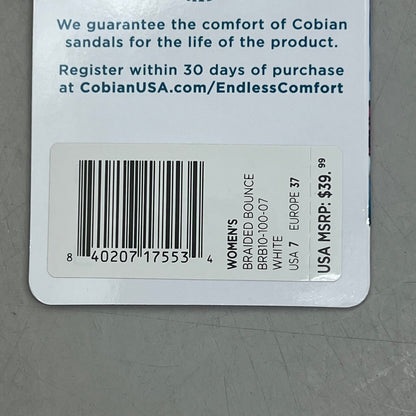 We guarantee the comfort of Cobian
sandals for the life of the product.
Register within 30 days of purchase
at CobianUSA.com/EndlessComfort
8 40207 17553 4
WOMEN'S
BRAIDED BOUNCE
BRB10-100-07
WHITE
USA 7 EUROPE 37
USA MSRP: $39.99